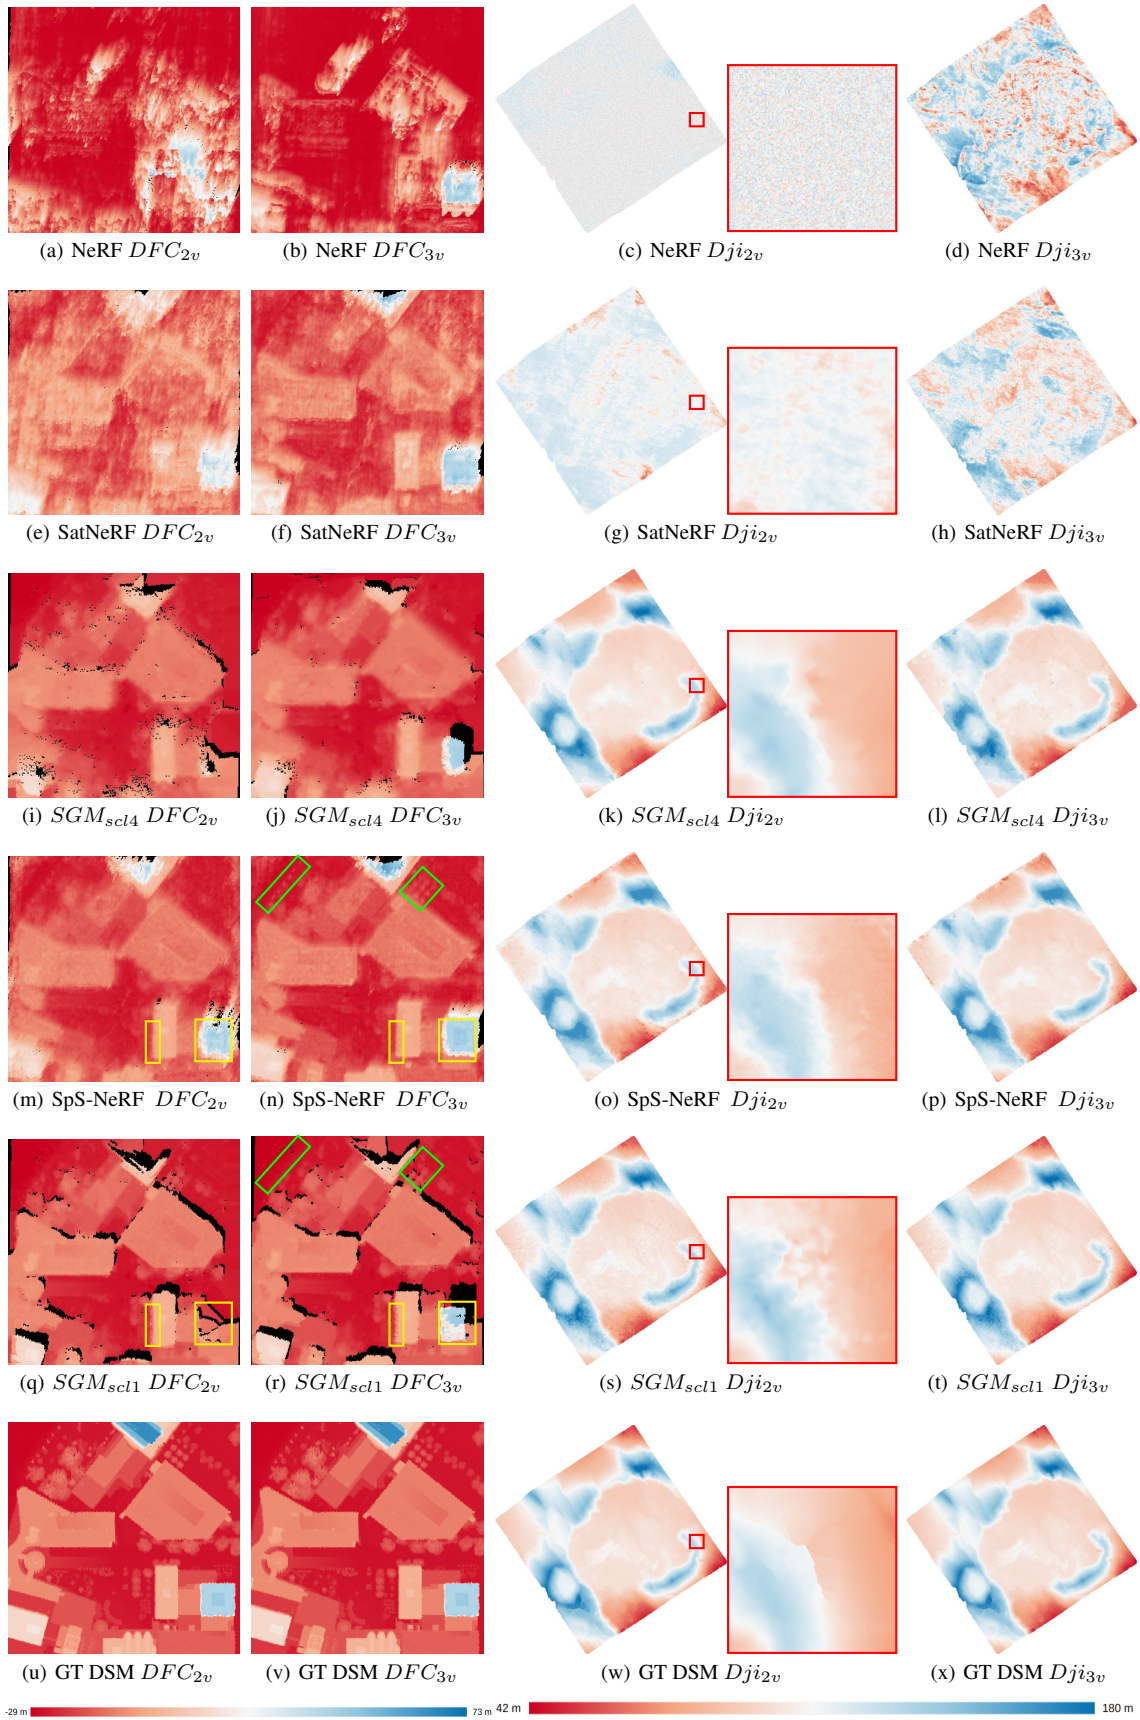 (a) NeRF DFC2v
(b) NeRF DFC3v
(c) NeRF Dji2v
(d) NeRF Dji3v
(e) SatNeRF DFC2v
(f) SatNeRF DFC3v
(g) SatNeRF Dji2v
(h) SatNeRF Dji3v
(i) SGMscl4 DFC2v
(j) SGMscl4 DFC3v
(k) SGMscl4 Dji2v
(l) SGMscl4 Dji3v
(m) SpS-NeRF DFC2v
(n) SpS-NeRF DFC3v
(o) SpS-NeRF Dji2v
(p) SpS-NeRF Dji3v
(q) SGMscl1 DFC2v
(r) SGMscl1 DFC3v
(s) SGMscl1 Dji2v
(t) SGMscl1 Dji3v
(u) GT DSM DFC2v
(v) GT DSM DFC3v
(w) GT DSM Dji2v
(x) GT DSM Dji3v
-29 m
73 m
42 m
180 m